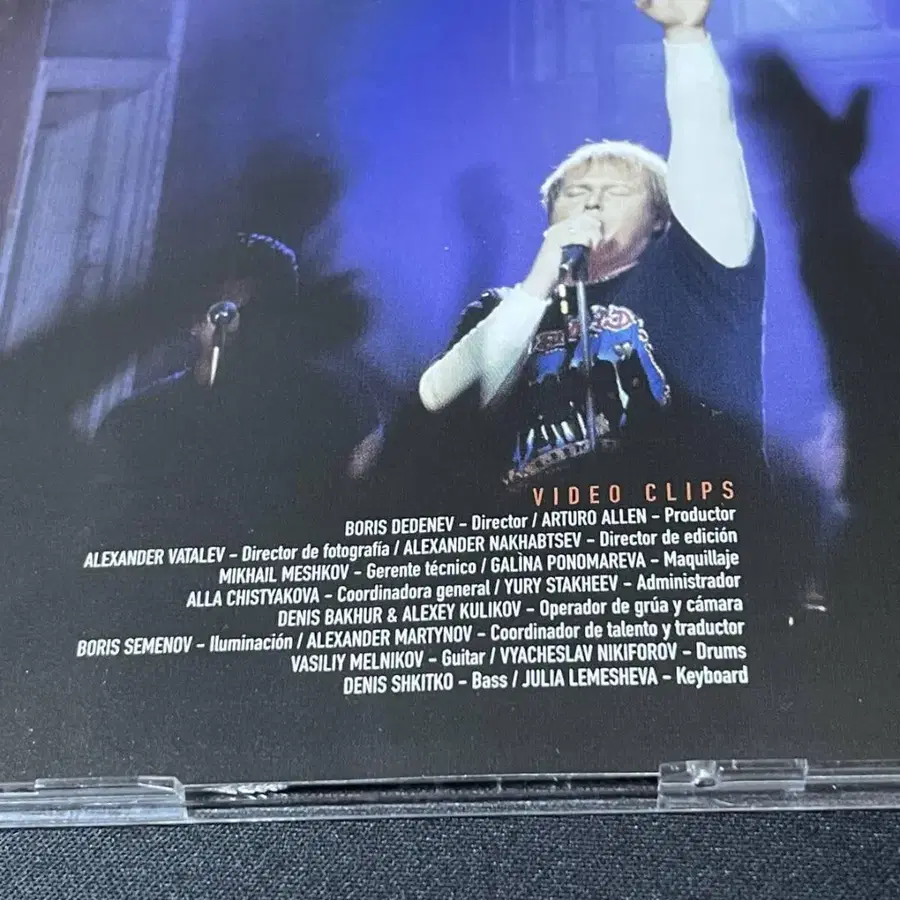 VIDEO CLIPS
BORIS DEDENEV – Director / ARTURO ALLEN – Productor
ALEXANDER VATALEV – Director de fotografía / ALEXANDER NAKHABTSEV – Director de edición
MIKHAIL MESHKOV – Gerente técnico / GALÌNA PONOMAREVA – Maquillaje
ALLA CHISTYAKOVA – Coordinadora general / YURY STAKHEEV – Administrador
DENIS BAKHUR & ALEXEY KULIKOV – Operador de grúa y cámara
BORIS SEMENOV – Iluminación / ALEXANDER MARTYNOV – Coordinador de talento y traductor
VASILIY MELNIKOV – Guitar / VYACHESLAV NIKIFOROV – Drums
DENIS SHKITKO – Bass / JULIA LEMESHEVA – Keyboard